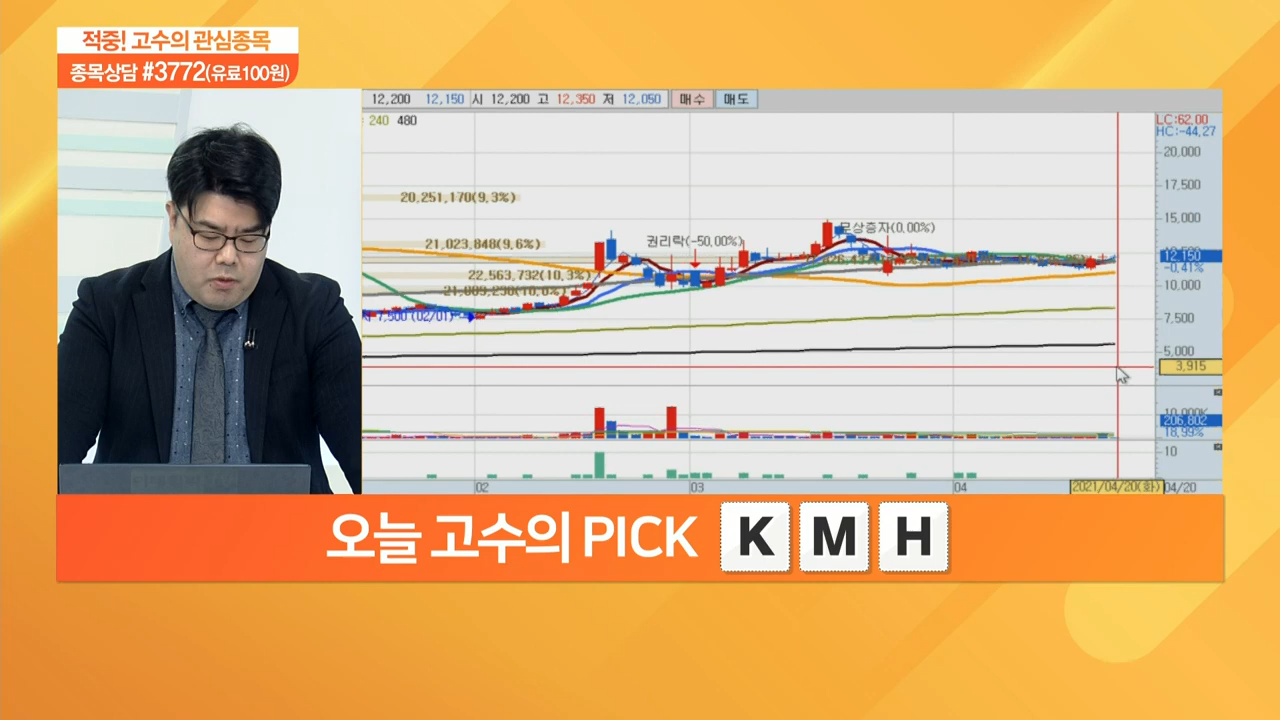 적중! 고수의 관심종목
종목상담 #3772(유료100원)
12,200 12,150 시 12,200 고 12,350 저 12,050 매수 매도
240 480
LC:62,00
HC:-44,27
20,000
20,251,170(9,3%)
17,500
15,000
무상증자(0,00%)
권리락(-50,00%)
21,023,848(9,6%)
12,150
-0,41%
22,563,732(10,3%)
10,000
7,500 (02/01)
7,500
5,000
3,915
206,802
18,99%
10
02 03 04 2021/04/20(화) 04/20
오늘 고수의 PICK K M H